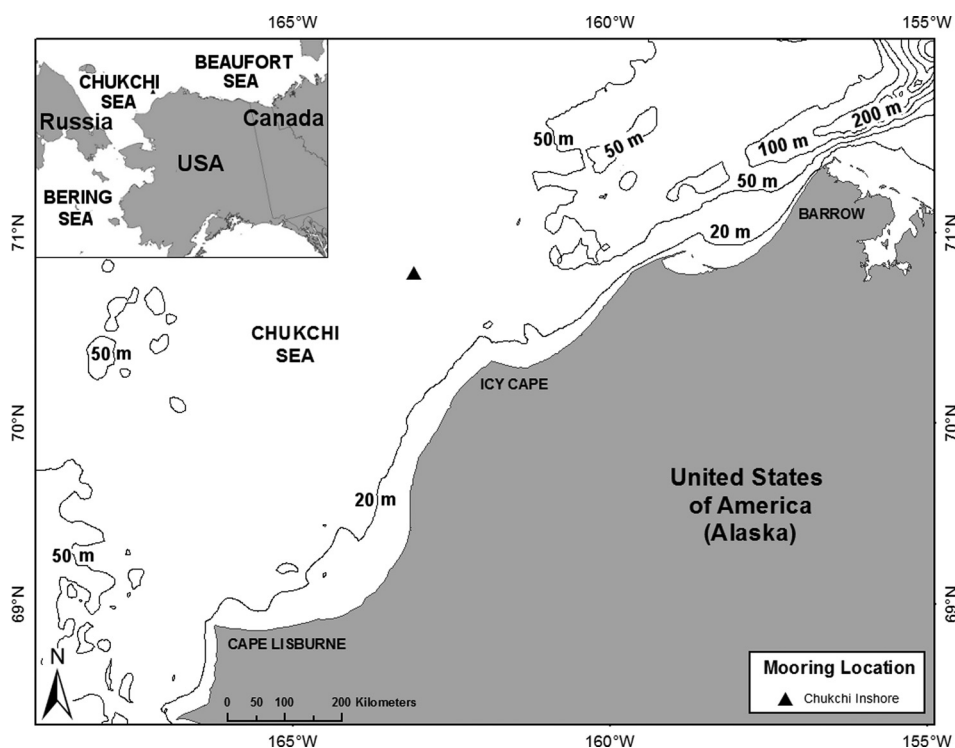 165°W
160°W
155°W
BEAUFORT
SEA
CHUKCHI
SEA
Russia
Canada
USA
BERING
SEA
50 m
50 m
100 m
200 m
50 m
20 m
BARROW
71°N
71°N
CHUKCHI
SEA
50 m
ICY CAPE
70°N
70°N
20 m
United States
of America
(Alaska)
50 m
69°N
69°N
CAPE LISBURNE
N
0 50 100 200 Kilometers
Mooring Location
Chukchi Inshore
165°W
160°W
155°W